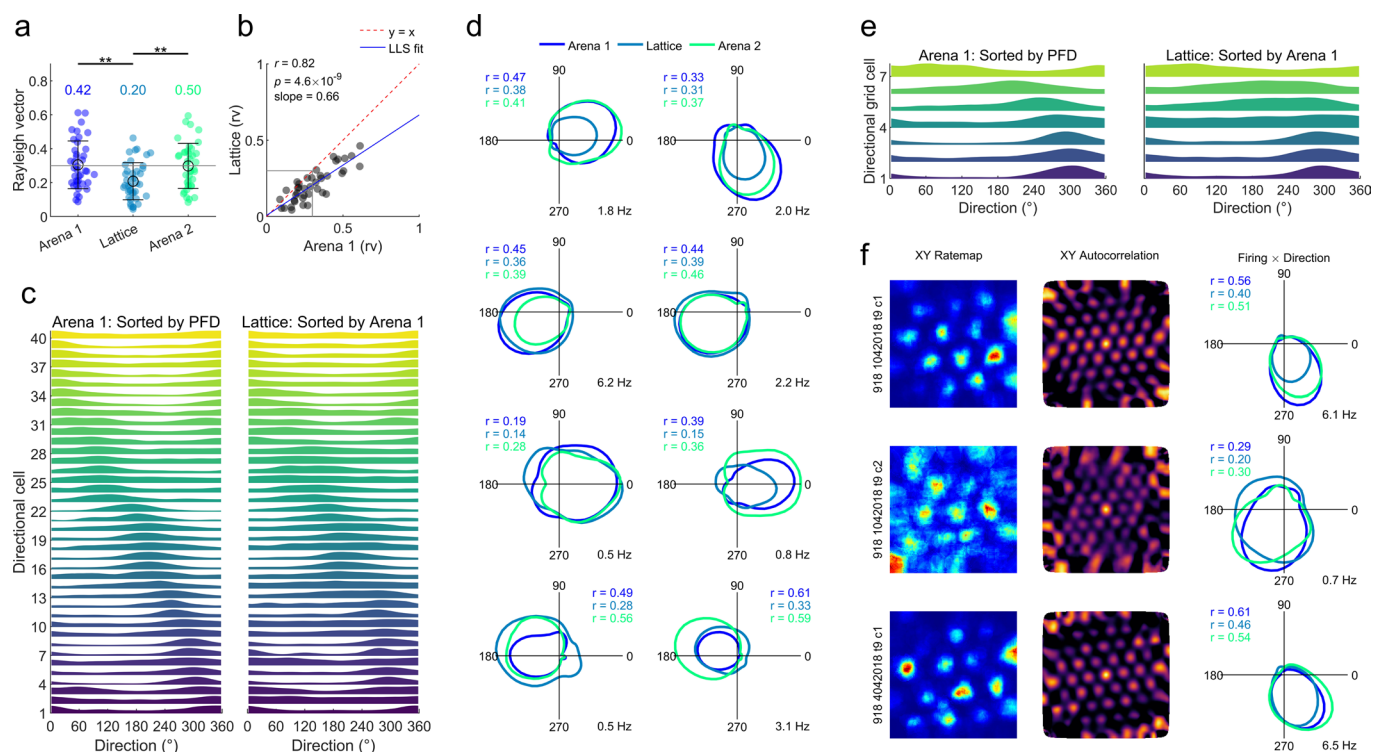 a
**
**
0.42
0.20
0.50
0.8
0.6
0.4
0.2
0
Rayleigh vector
Arena 1
Lattice
Arena 2
b
y = x
LLS fit
r = 0.82
p = 4.6×10⁻⁹
slope = 0.66
1
0.5
0
Lattice (rv)
0.5
1
Arena 1 (rv)
c
Arena 1: Sorted by PFD
Lattice: Sorted by Arena 1
40
37
34
31
28
25
22
19
16
13
10
7
4
1
Directional cell
0 60 120 180 240 300 360
0 60 120 180 240 300 360
Direction (°)
Direction (°)
d
Arena 1
Lattice
Arena 2
r = 0.47
r = 0.38
r = 0.41
90
180
0
270
1.8 Hz
r = 0.33
r = 0.31
r = 0.37
90
180
0
270
2.0 Hz
r = 0.45
r = 0.36
r = 0.39
90
180
0
270
6.2 Hz
r = 0.44
r = 0.39
r = 0.46
90
180
0
270
2.2 Hz
r = 0.19
r = 0.14
r = 0.28
90
180
0
270
0.5 Hz
r = 0.39
r = 0.15
r = 0.36
90
180
0
270
0.8 Hz
r = 0.49
r = 0.28
r = 0.56
90
180
0
270
0.5 Hz
r = 0.61
r = 0.33
r = 0.59
90
180
0
270
3.1 Hz
e
Arena 1: Sorted by PFD
Lattice: Sorted by Arena 1
7
4
1
Directional grid cell
0 60 120 180 240 300 360
0 60 120 180 240 300 360
Direction (°)
Direction (°)
f
XY Ratemap
XY Autocorrelation
Firing × Direction
918 1042018 t9 c1
r = 0.56
r = 0.40
r = 0.51
90
180
0
270
6.1 Hz
918 1042018 t9 c2
r = 0.29
r = 0.20
r = 0.30
90
180
0
270
0.7 Hz
918 4042018 t9 c1
r = 0.61
r = 0.46
r = 0.54
90
180
0
270
6.5 Hz